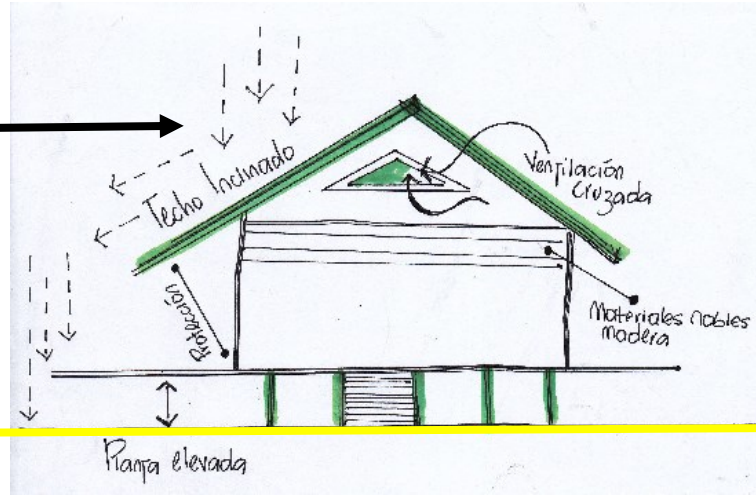 Techo Inclinado
Ventilación
cruzada
Protección
Materiales nobles
madera
Planta elevada